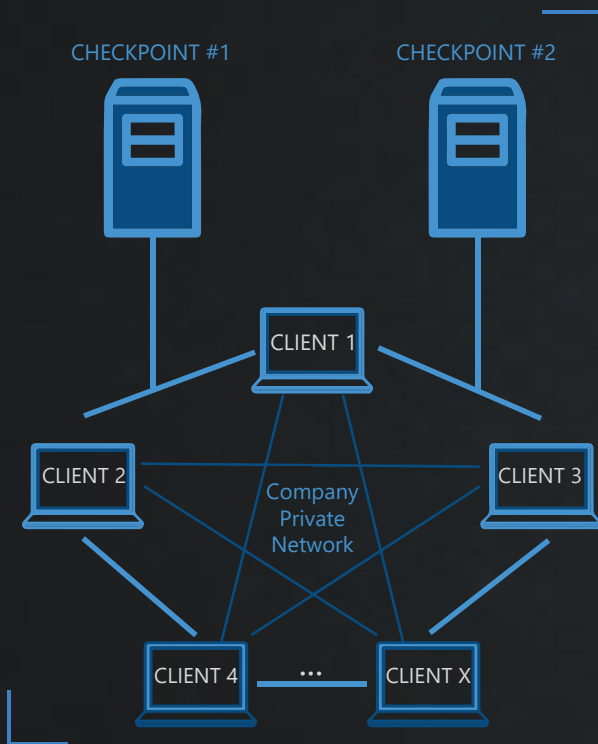 CHECKPOINT #1
CHECKPOINT #2
CLIENT 1
CLIENT 2
CLIENT 3
Company
Private
Network
CLIENT 4
...
CLIENT X